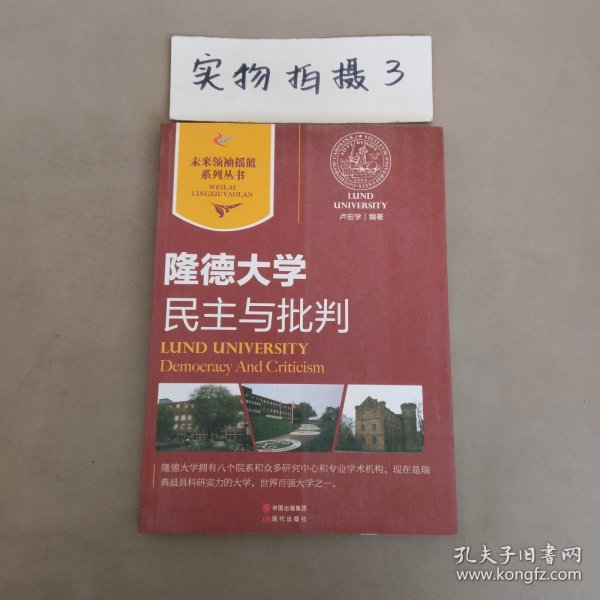 实物拍摄3
未来领袖摇篮
系列丛书
WEILAI
LINGXIUYAOLAN
LUND
UNIVERSITY
卢宏学 | 编著
隆德大学
民主与批判
LUND UNIVERSITY
Democracy And Criticism
隆德大学拥有八个院系和众多研究中心和专业学术机构，现在是瑞
典最具科研实力的大学，世界百强大学之一。
中国出版集团
现代出版社
孔夫子旧书网
www.kongfz.com